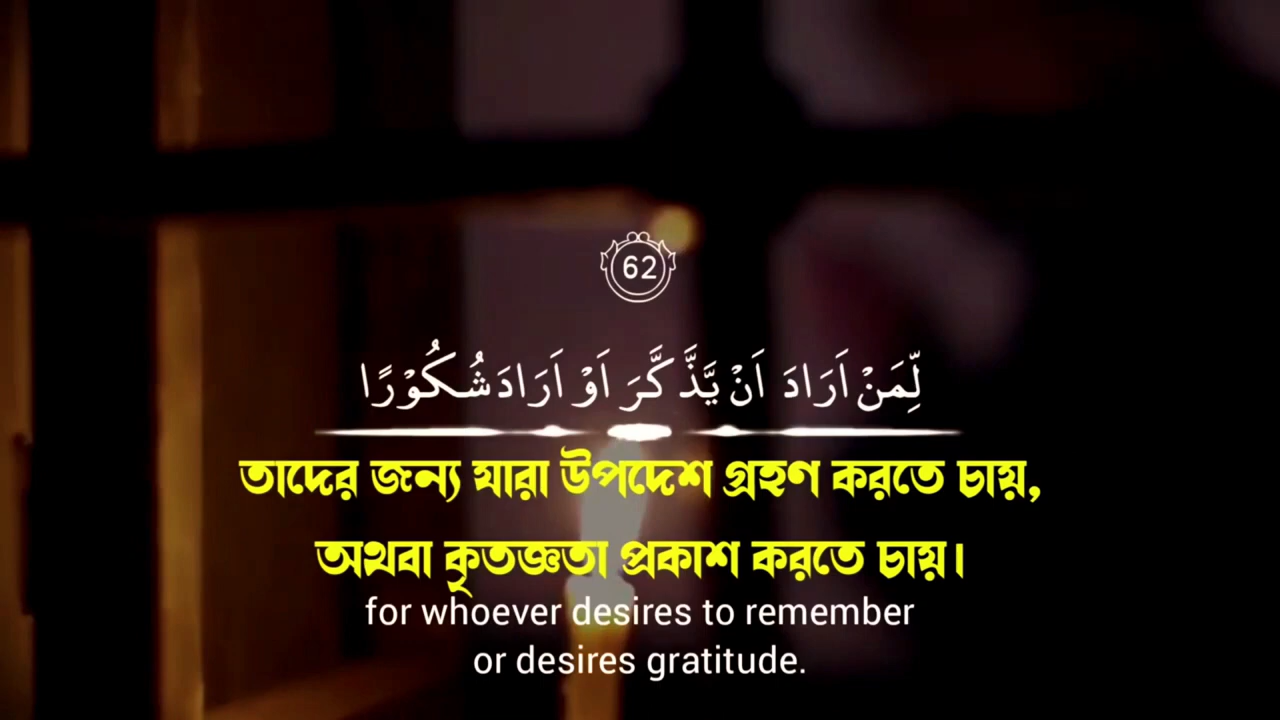 62
لِّمَنْ اَرَادَ اَنْ يَّذَّكَّرَ اَوْ اَرَادَ شُكُوْرًا
তাদের জন্য যারা উপদেশ গ্রহণ করতে চায়,
অথবা কৃতজ্ঞতা প্রকাশ করতে চায়।
for whoever desires to remember
or desires gratitude.